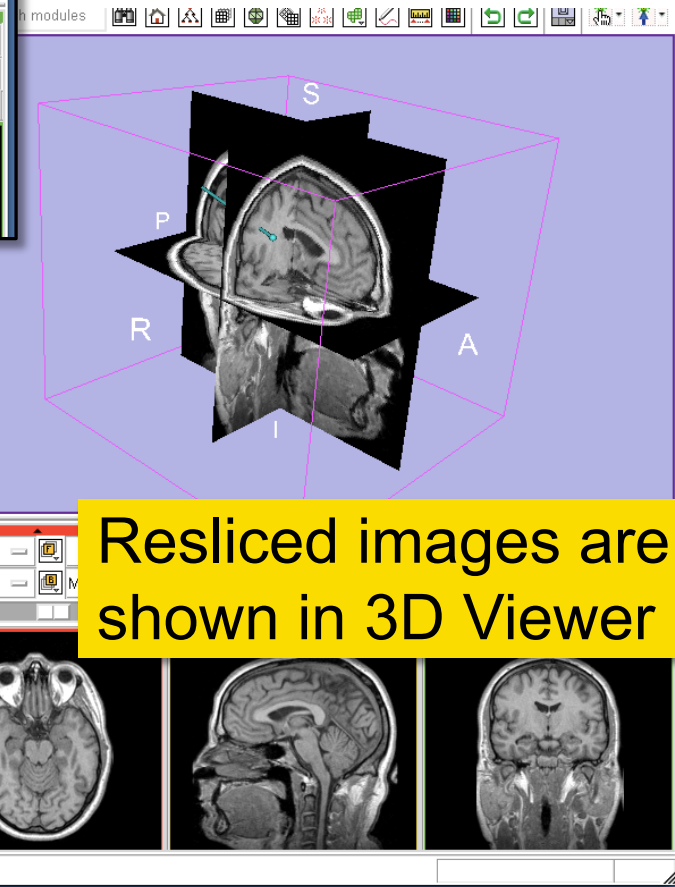 h modules
S
P
R
A
I
F
B M
Resliced images are
shown in 3D Viewer